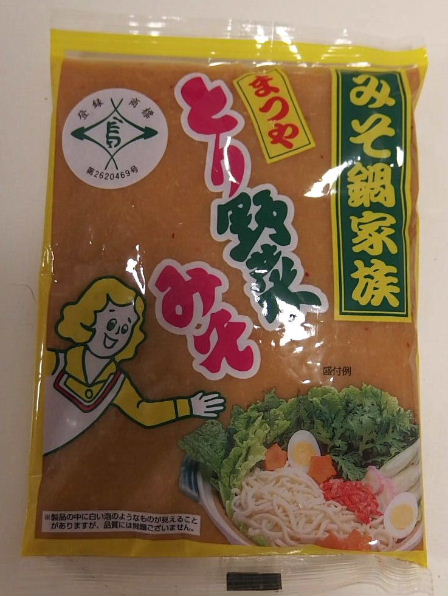 登録 商標
鳥
第2620469号
まつや
とり野菜
みそ
みそ鍋家族
盛付例
※製品の中に白い泡のようなものが見えること
がありますが、品質には問題ございません。